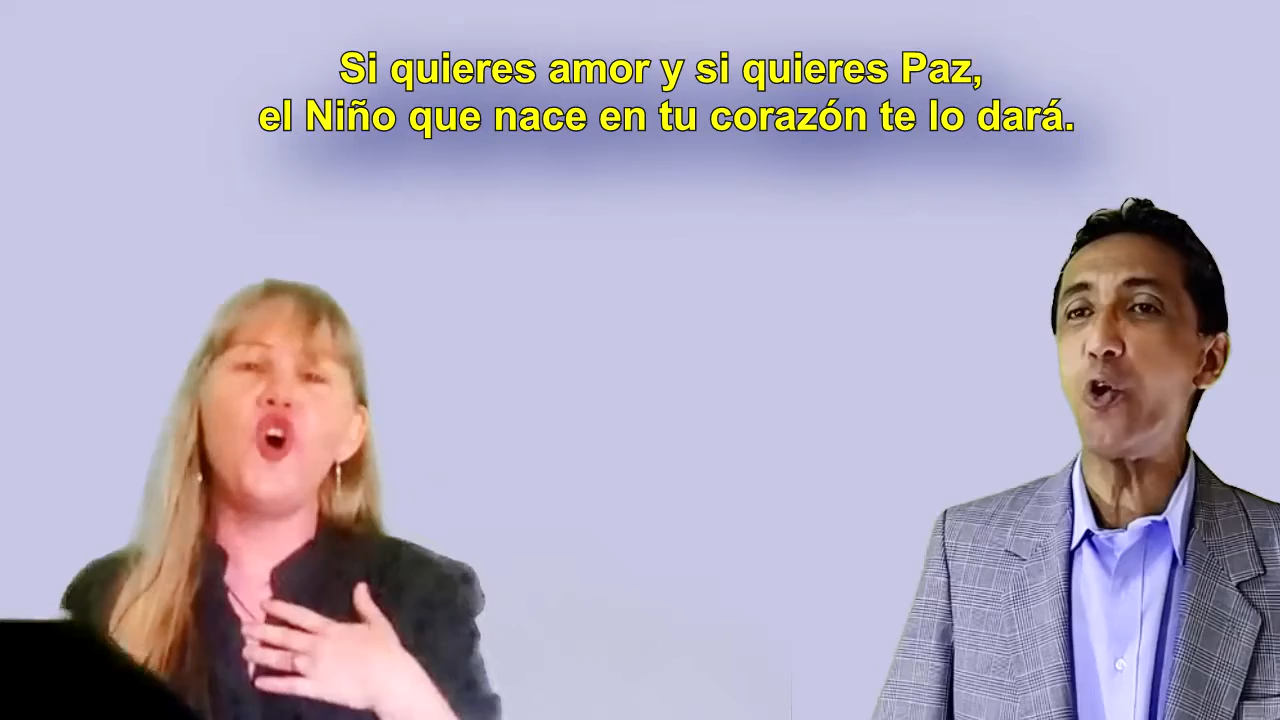 Si quieres amor y si quieres Paz,
el Niño que nace en tu corazón te lo dará.